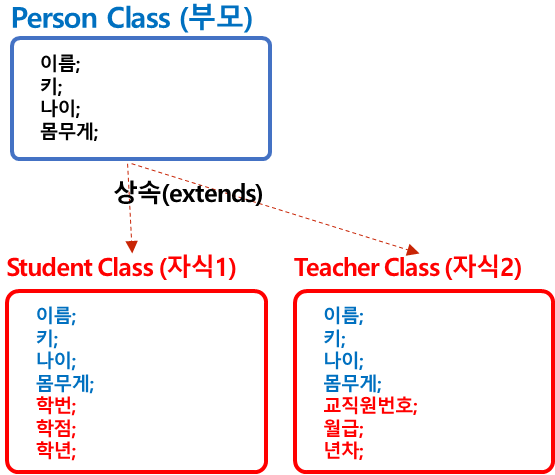 Person Class (부모)
이름;
키;
나이;
몸무게;
상속(extends)
Student Class (자식1)
이름;
키;
나이;
몸무게;
학번;
학점;
학년;
Teacher Class (자식2)
이름;
키;
나이;
몸무게;
교직원번호;
월급;
년차;